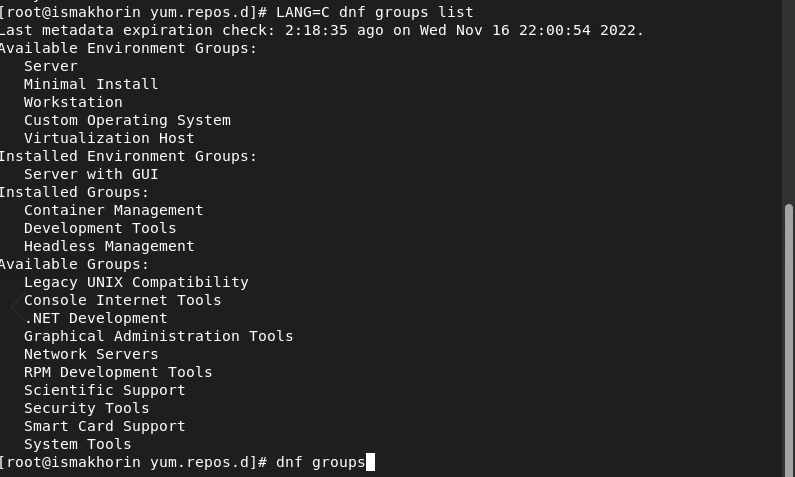 [root@ismakhorin yum.repos.d]# LANG=C dnf groups list
Last metadata expiration check: 2:18:35 ago on Wed Nov 16 22:00:54 2022.
Available Environment Groups:
   Server
   Minimal Install
   Workstation
   Custom Operating System
   Virtualization Host
Installed Environment Groups:
   Server with GUI
Installed Groups:
   Container Management
   Development Tools
   Headless Management
Available Groups:
   Legacy UNIX Compatibility
   Console Internet Tools
   .NET Development
   Graphical Administration Tools
   Network Servers
   RPM Development Tools
   Scientific Support
   Security Tools
   Smart Card Support
   System Tools
[root@ismakhorin yum.repos.d]# dnf groups